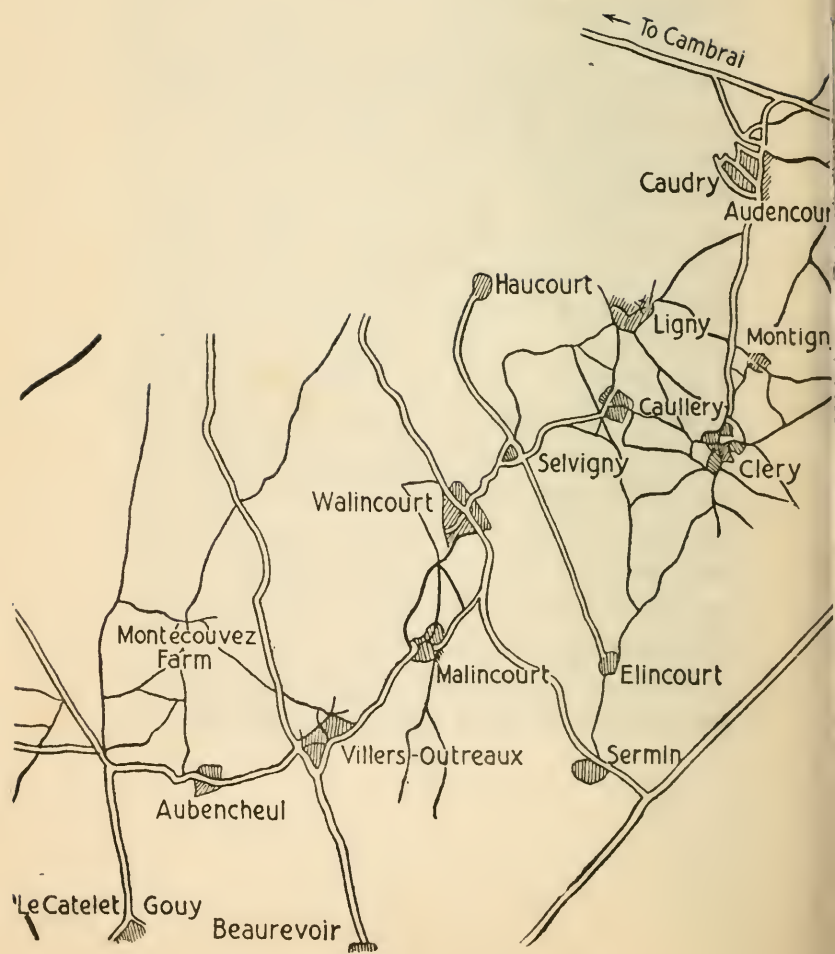 ← To Cambrai
Caudry
Audencour
Haucourt
Ligny
Montign
Caullery
Selvigny
Cléry
Walincourt
Montécouvez
Farm
Malincourt
Elincourt
Villers-Outreaux
Sermin
Aubencheul
Le Catelet
Gouy
Beaurevoir